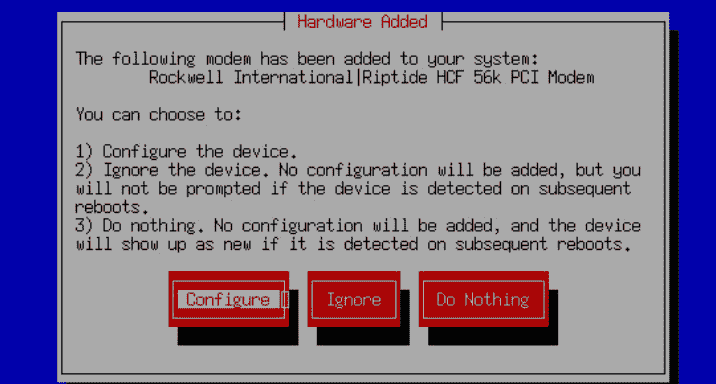 Hardware Added
The following modem has been added to your system:
Rockwell International|Riptide HCF 56k PCI Modem
You can choose to:
1) Configure the device.
2) Ignore the device. No configuration will be added, but you
will not be prompted if the device is detected on subsequent
reboots.
3) Do nothing. No configuration will be added, and the device
will show up as new if it is detected on subsequent reboots.
Configure Ignore Do Nothing